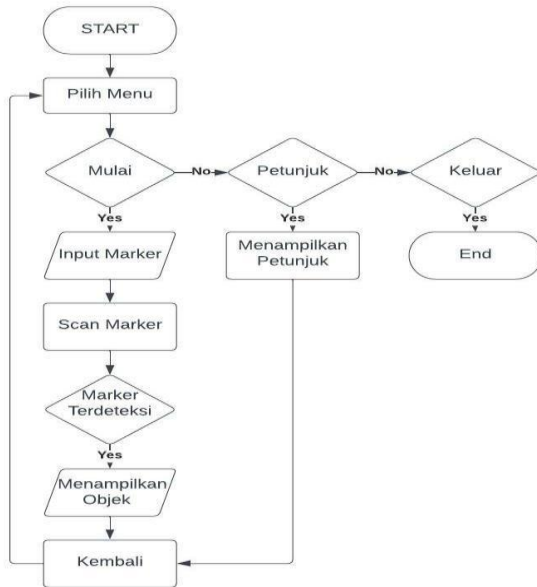 START
Pilih Menu
Mulai
No
Petunjuk
No
Keluar
Yes
Yes
Yes
Input Marker
Menampilkan
Petunjuk
End
Scan Marker
Marker
Terdeteksi
Yes
Menampilkan
Objek
Kembali